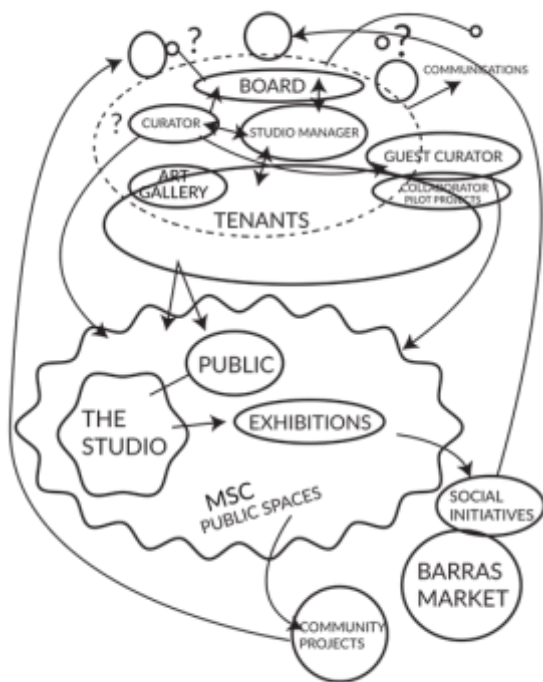 ?
?
COMMUNICATIONS
BOARD
?
CURATOR
STUDIO MANAGER
GUEST CURATOR
ART
GALLERY
COLLABORATOR
PILOT PROJECTS
TENANTS
PUBLIC
THE
STUDIO
EXHIBITIONS
MSC
PUBLIC SPACES
SOCIAL
INITIATIVES
BARRAS
MARKET
COMMUNITY
PROJECTS